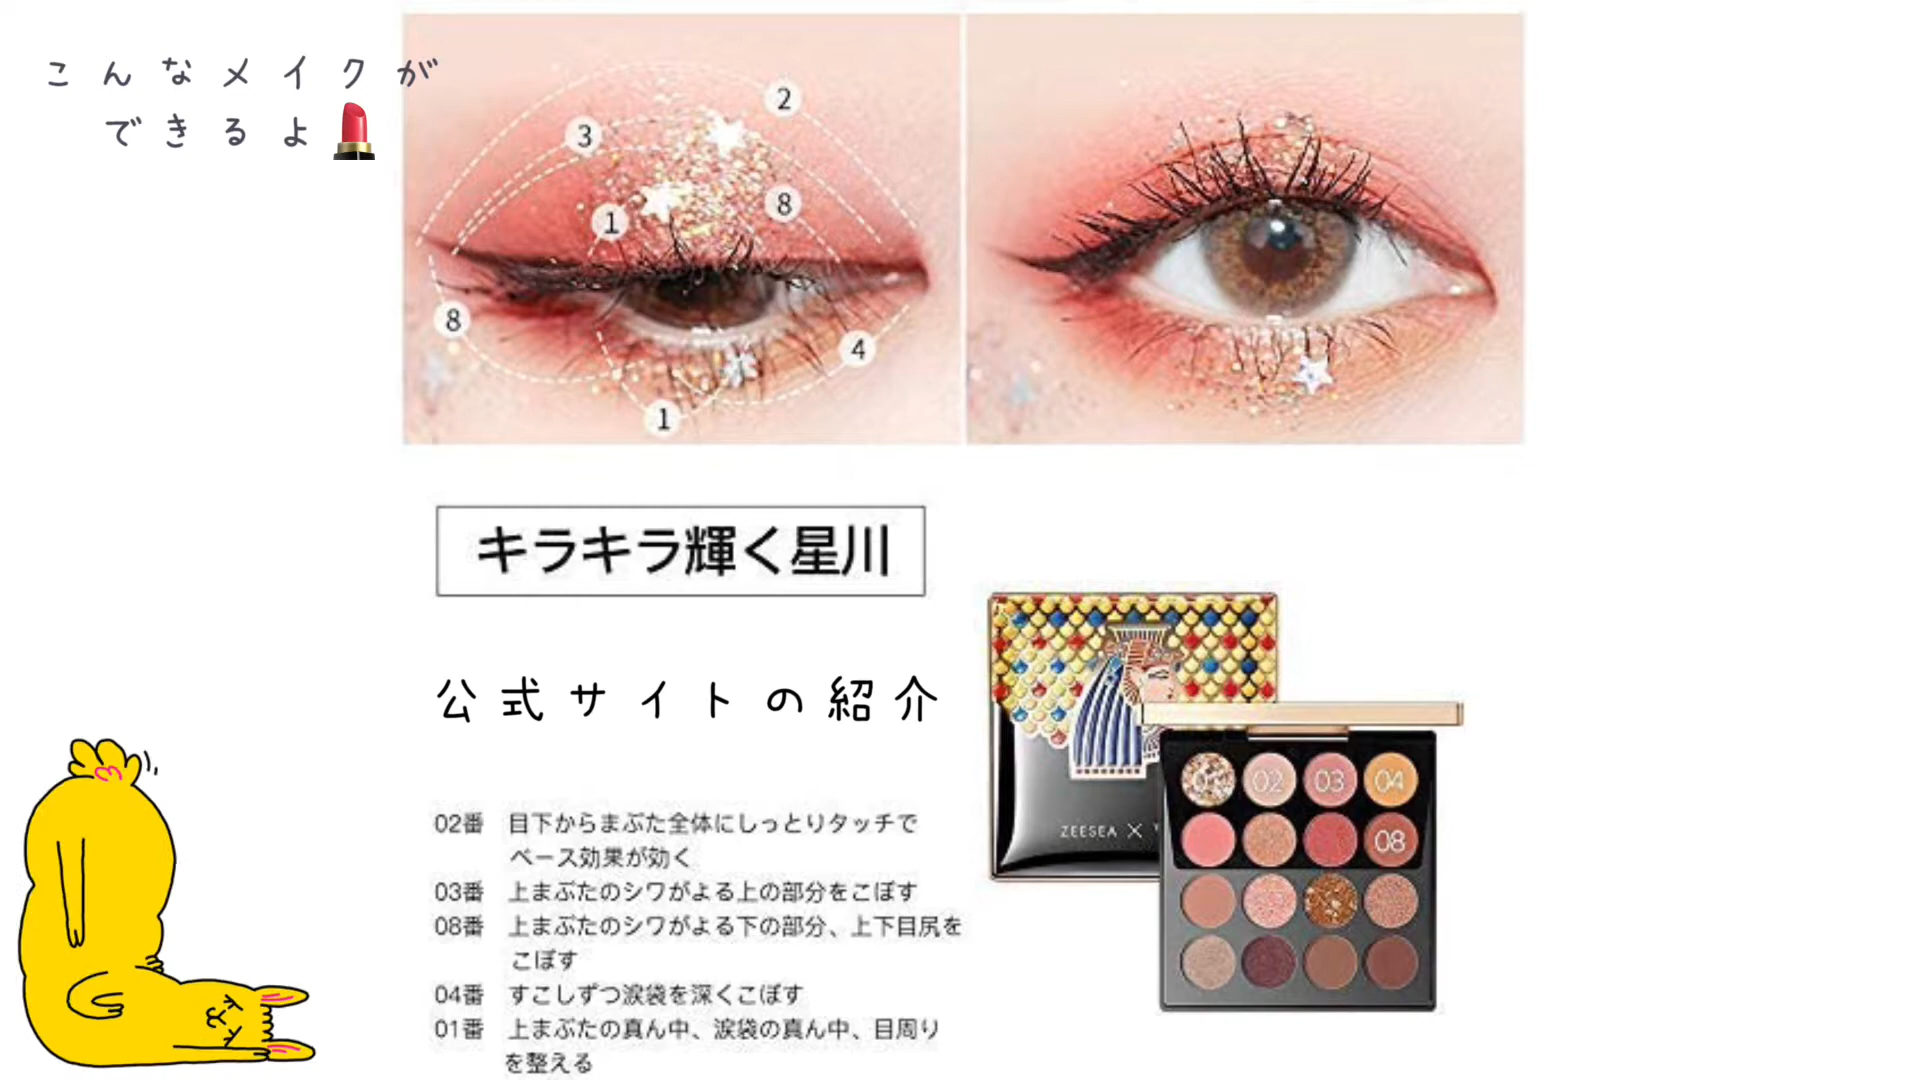 こんなメイクが
できるよ
2
3
1
8
8
4
1
キラキラ輝く星川
公式サイトの紹介
02番 目下からまぶた全体にしっとりタッチで
ベース効果が効く
03番 上まぶたのシワがよる上の部分をこぼす
08番 上まぶたのシワがよる下の部分、上下目尻を
こぼす
04番 すこしずつ涙袋を深くこぼす
01番 上まぶたの真ん中、涙袋の真ん中、目周り
を整える
ZEESEA ×
01 02 03 04
08